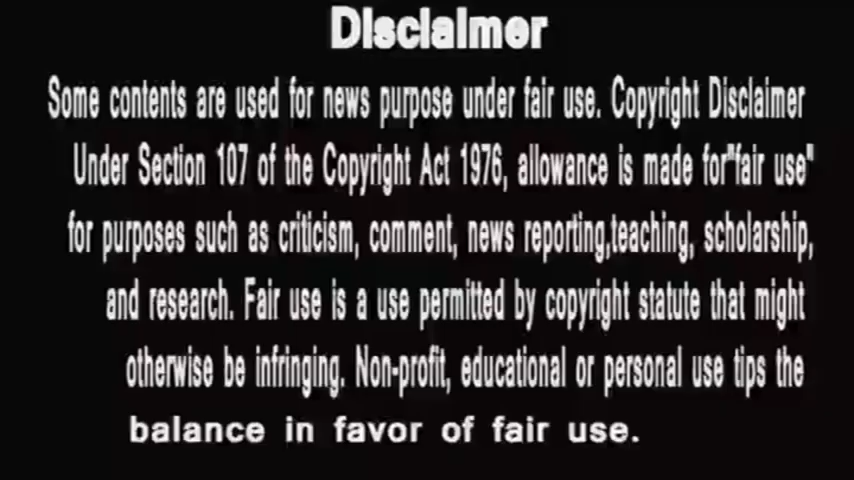 Disclaimer
Some contents are used for news purpose under fair use. Copyright Disclaimer
Under Section 107 of the Copyright Act 1976, allowance is made for"fair use"
for purposes such as criticism, comment, news reporting,teaching, scholarship,
and research. Fair use is a use permitted by copyright statute that might
otherwise be infringing. Non-profit, educational or personal use tips the
balance in favor of fair use.